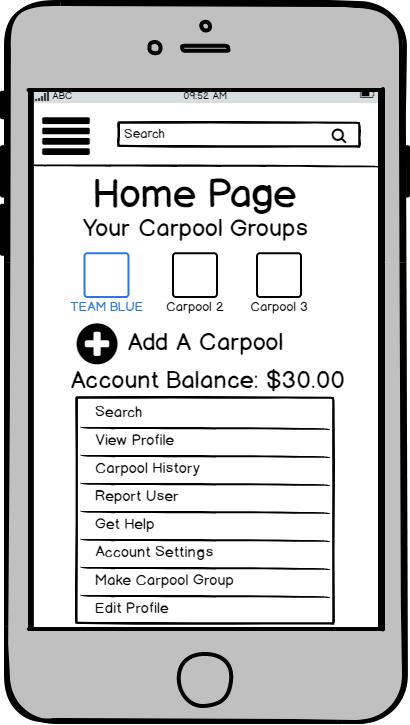 ABC 09:52 AM
Search
Home Page
Your Carpool Groups
TEAM BLUE Carpool 2 Carpool 3
Add A Carpool
Account Balance: $30.00
Search
View Profile
Carpool History
Report User
Get Help
Account Settings
Make Carpool Group
Edit Profile